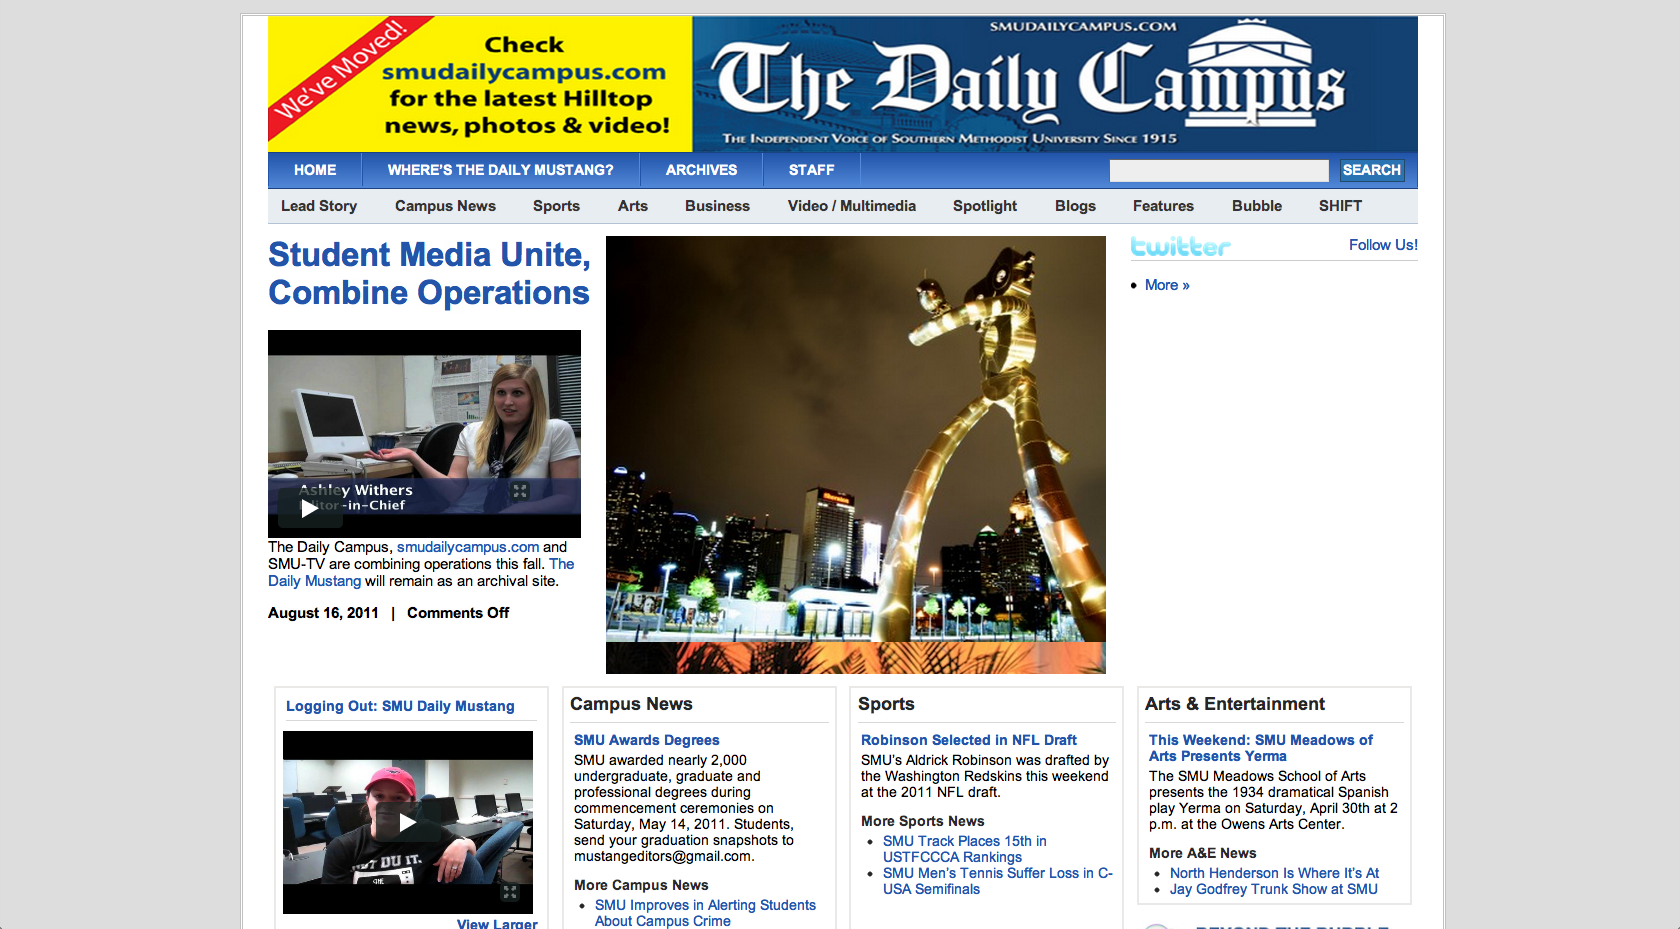 We've Moved!
Check
smudailycampus.com
for the latest Hilltop
news, photos & video!
SMUDAILYCAMPUS.COM
The Daily Campus
The Independent Voice of Southern Methodist University Since 1915
HOME
WHERE'S THE DAILY MUSTANG?
ARCHIVES
STAFF
SEARCH
Lead Story
Campus News
Sports
Arts
Business
Video / Multimedia
Spotlight
Blogs
Features
Bubble
SHIFT
Student Media Unite,
Combine Operations
Ashley Withers
Editor-in-Chief
The Daily Campus, smudailycampus.com and
SMU-TV are combining operations this fall. The
Daily Mustang will remain as an archival site.
August 16, 2011 | Comments Off
Sheraton
twitter
Follow Us!
More »
Logging Out: SMU Daily Mustang
NOT DU IT.
THE
View Larger
Campus News
SMU Awards Degrees
SMU awarded nearly 2,000
undergraduate, graduate and
professional degrees during
commencement ceremonies on
Saturday, May 14, 2011. Students,
send your graduation snapshots to
mustangeditors@gmail.com.
More Campus News
SMU Improves in Alerting Students
About Campus Crime
Sports
Robinson Selected in NFL Draft
SMU's Aldrick Robinson was drafted by
the Washington Redskins this weekend
at the 2011 NFL draft.
More Sports News
SMU Track Places 15th in
USTFCCCA Rankings
SMU Men's Tennis Suffer Loss in C-
USA Semifinals
Arts & Entertainment
This Weekend: SMU Meadows of
Arts Presents Yerma
The SMU Meadows School of Arts
presents the 1934 dramatical Spanish
play Yerma on Saturday, April 30th at 2
p.m. at the Owens Arts Center.
More A&E News
North Henderson Is Where It's At
Jay Godfrey Trunk Show at SMU
BEYOND THE BUBBLE